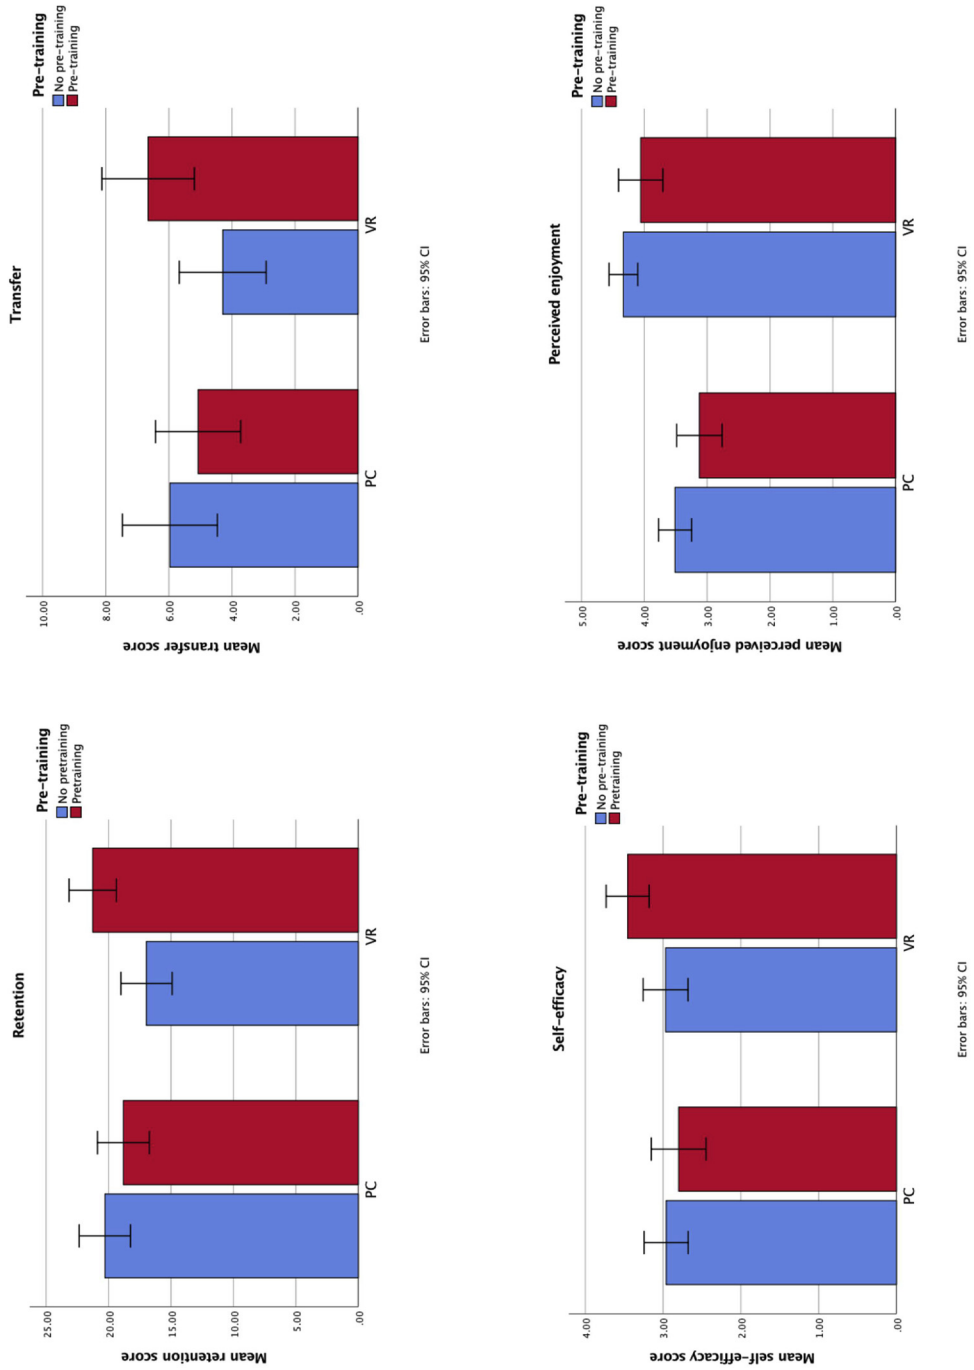 Retention
Pre-training
No pretraining
Pretraining
Mean retention score
25.00
20.00
15.00
10.00
5.00
.00
PC
VR
Error bars: 95% CI
Transfer
Pre-training
No pre-training
Pre-training
Mean transfer score
10.00
8.00
6.00
4.00
2.00
.00
PC
VR
Error bars: 95% CI
Self-efficacy
Pre-training
No pre-training
Pretraining
Mean self-efficacy score
4.00
3.00
2.00
1.00
.00
PC
VR
Error bars: 95% CI
Perceived enjoyment
Pre-training
No pre-training
Pre-training
Mean perceived enjoyment score
5.00
4.00
3.00
2.00
1.00
.00
PC
VR
Error bars: 95% CI